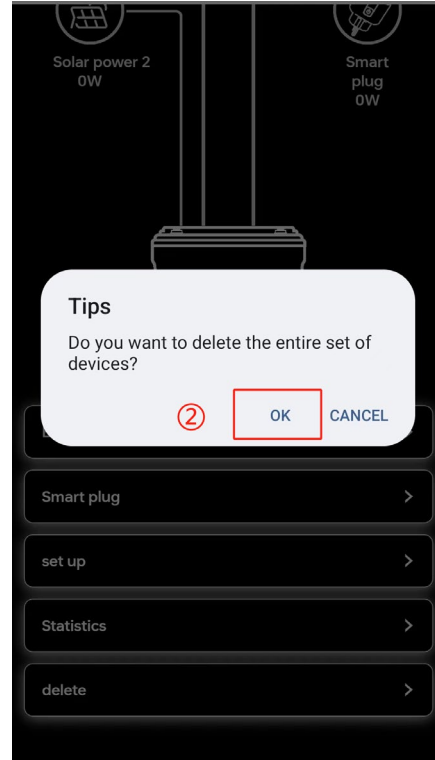 Solar power 2
0W
Smart
plug
0W
Tips
Do you want to delete the entire set of
devices?
②
OK
CANCEL
Smart plug
set up
Statistics
delete